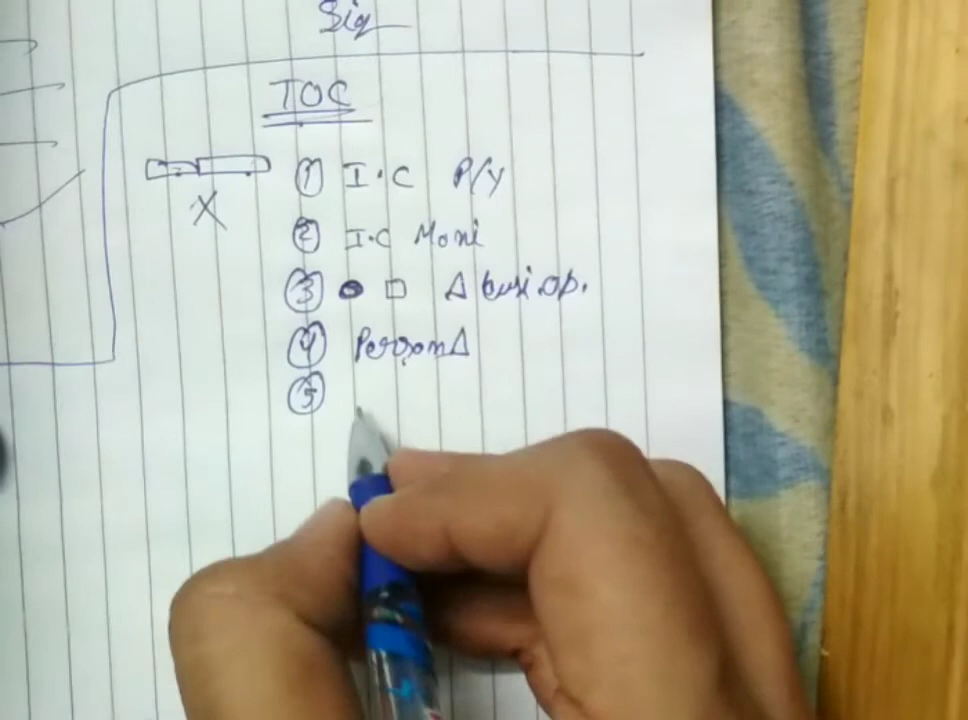 Sig
TOC
X
① I.C P/Y
② I.C Moni
③ ● □ Δ busi.op.
④ PersonΔ
⑤